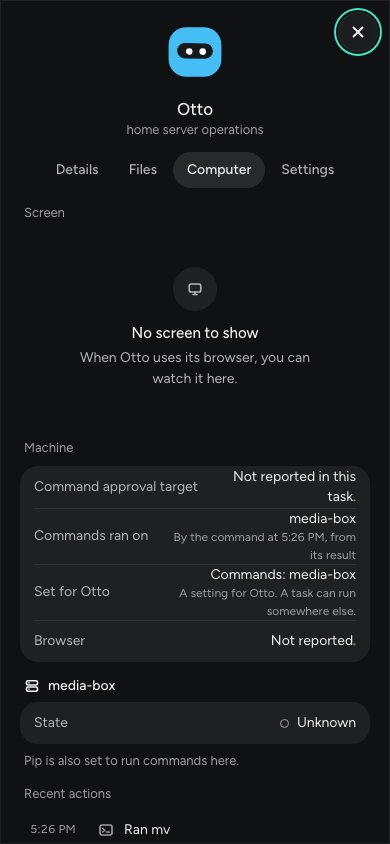 Otto
home server operations
Details Files Computer Settings
Screen
No screen to show
When Otto uses its browser, you can
watch it here.
Machine
Command approval target Not reported in this
task.
Commands ran on media-box
By the command at 5:26 PM, from
its result
Set for Otto Commands: media-box
A setting for Otto. A task can run
somewhere else.
Browser Not reported.
media-box
State Unknown
Pip is also set to run commands here.
Recent actions
5:26 PM Ran mv